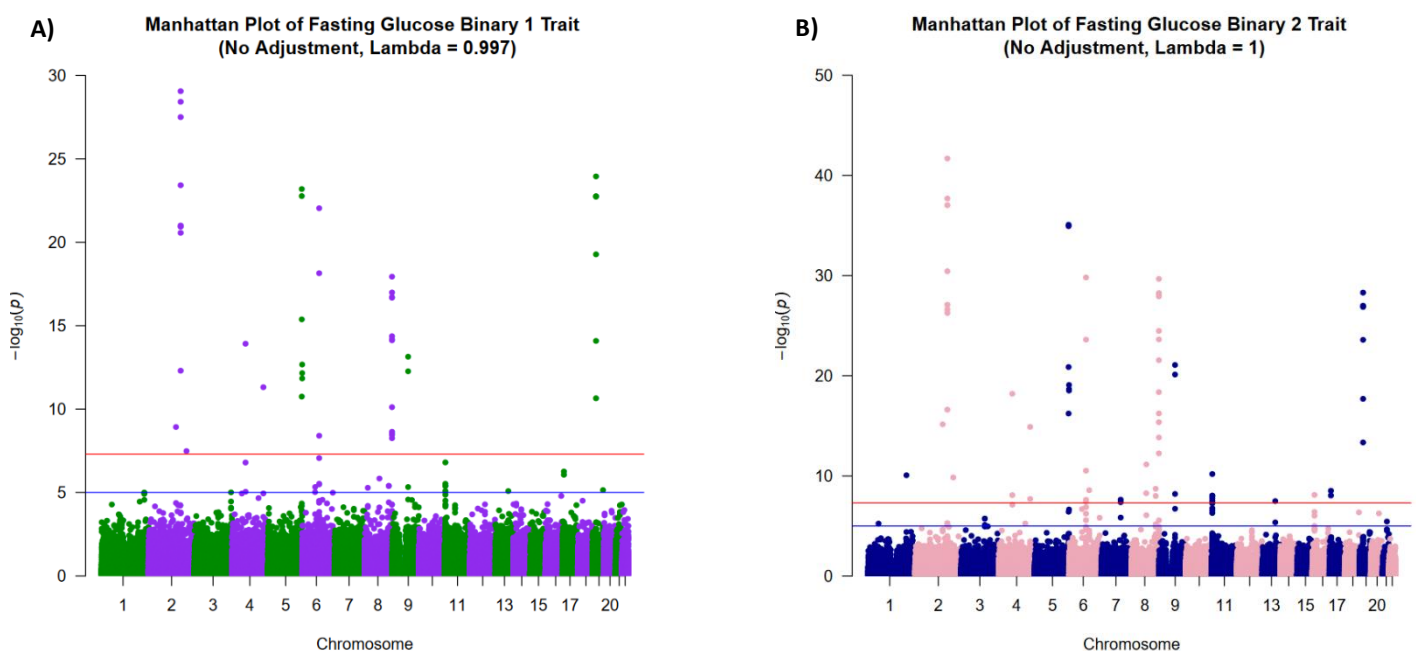 A)
Manhattan Plot of Fasting Glucose Binary 1 Trait
(No Adjustment, Lambda = 0.997)
30
25
20
15
10
5
0
−log10(p)
1 2 3 4 5 6 7 8 9 11 13 15 17 20
Chromosome
B)
Manhattan Plot of Fasting Glucose Binary 2 Trait
(No Adjustment, Lambda = 1)
50
40
30
20
10
0
−log10(p)
1 2 3 4 5 6 7 8 9 11 13 15 17 20
Chromosome